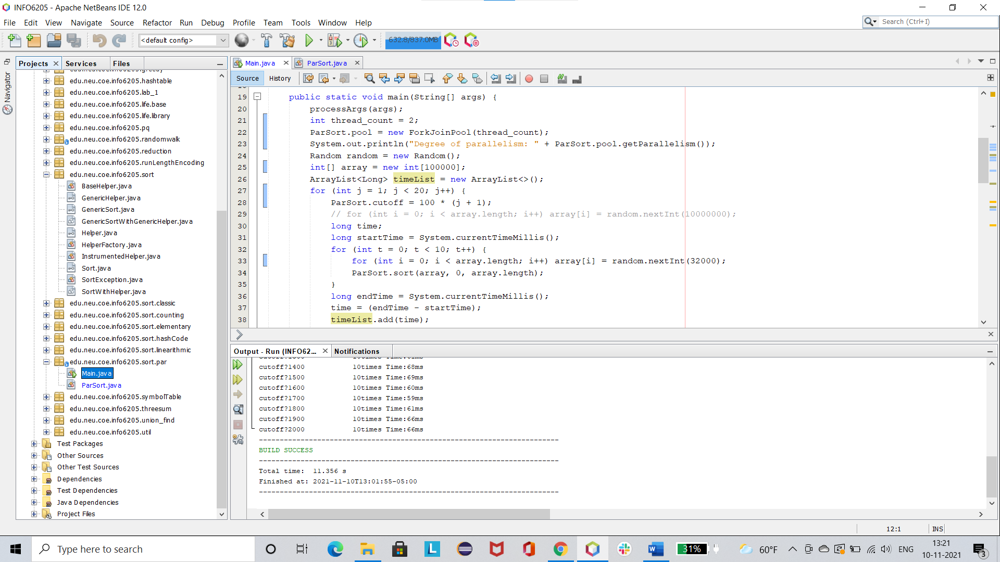 INFO6205 - Apache NetBeans IDE 12.0
File Edit View Navigate Source Refactor Run Debug Profile Team Tools Window Help
Search (Ctrl+I)
<default config>
632.8/837.0MB
Projects Services Files
Navigator
edu.neu.coe.info6205.greedy
edu.neu.coe.info6205.hashtable
edu.neu.coe.info6205.lab_1
edu.neu.coe.info6205.life.base
edu.neu.coe.info6205.life.library
edu.neu.coe.info6205.pq
edu.neu.coe.info6205.randomwalk
edu.neu.coe.info6205.reduction
edu.neu.coe.info6205.runLengthEncoding
edu.neu.coe.info6205.sort
BaseHelper.java
GenericHelper.java
GenericSort.java
GenericSortWithGenericHelper.java
Helper.java
HelperFactory.java
InstrumentedHelper.java
Sort.java
SortException.java
SortWithHelper.java
edu.neu.coe.info6205.sort.classic
edu.neu.coe.info6205.sort.counting
edu.neu.coe.info6205.sort.elementary
edu.neu.coe.info6205.sort.hashCode
edu.neu.coe.info6205.sort.linearithmic
edu.neu.coe.info6205.sort.par
Main.java
ParSort.java
edu.neu.coe.info6205.symbolTable
edu.neu.coe.info6205.threesum
edu.neu.coe.info6205.union_find
edu.neu.coe.info6205.util
Test Packages
Other Sources
Other Test Sources
Dependencies
Test Dependencies
Java Dependencies
Project Files
Main.java ParSort.java
Source History
19 public static void main(String[] args) {
20 processArgs(args);
21 int thread_count = 2;
22 ParSort.pool = new ForkJoinPool(thread_count);
23 System.out.println("Degree of parallelism: " + ParSort.pool.getParallelism());
24 Random random = new Random();
25 int[] array = new int[100000];
26 ArrayList<Long> timeList = new ArrayList<>();
27 for (int j = 1; j < 20; j++) {
28 ParSort.cutoff = 100 * (j + 1);
29 // for (int i = 0; i < array.length; i++) array[i] = random.nextInt(10000000);
30 long time;
31 long startTime = System.currentTimeMillis();
32 for (int t = 0; t < 10; t++) {
33 for (int i = 0; i < array.length; i++) array[i] = random.nextInt(32000);
34 ParSort.sort(array, 0, array.length);
35 }
36 long endTime = System.currentTimeMillis();
37 time = (endTime - startTime);
38 timeList.add(time);
Output - Run (INFO62... Notifications
cutoff?1400 10times Time:68ms
cutoff?1500 10times Time:69ms
cutoff?1600 10times Time:60ms
cutoff?1700 10times Time:59ms
cutoff?1800 10times Time:61ms
cutoff?1900 10times Time:66ms
cutoff?2000 10times Time:66ms
------------------------------------------------------------------------
BUILD SUCCESS
------------------------------------------------------------------------
Total time: 11.356 s
Finished at: 2021-11-10T13:01:55-05:00
------------------------------------------------------------------------
12:1 INS
Type here to search
31%
60°F
ENG
13:21
10-11-2021
3